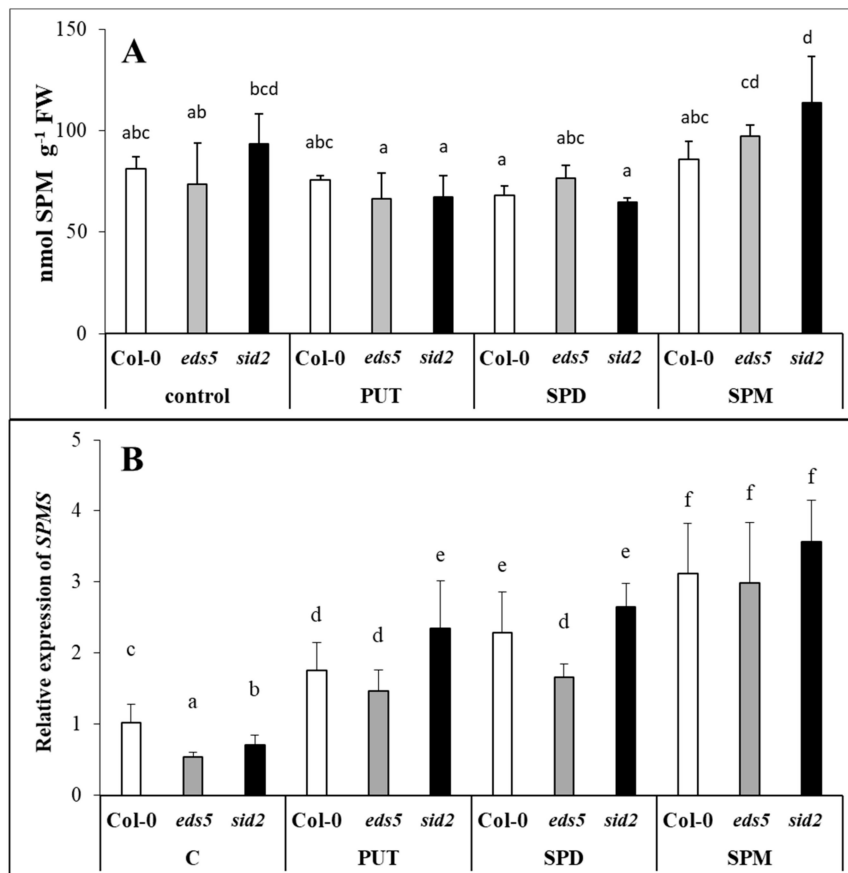 A
nmol SPM g⁻¹ FW
150
100
50
0
abc ab bcd abc a a a abc a abc cd d
Col-0 eds5 sid2 Col-0 eds5 sid2 Col-0 eds5 sid2 Col-0 eds5 sid2
control PUT SPD SPM
B
Relative expression of SPMS
5
4
3
2
1
0
c a b d d e e d e f f f
Col-0 eds5 sid2 Col-0 eds5 sid2 Col-0 eds5 sid2 Col-0 eds5 sid2
C PUT SPD SPM